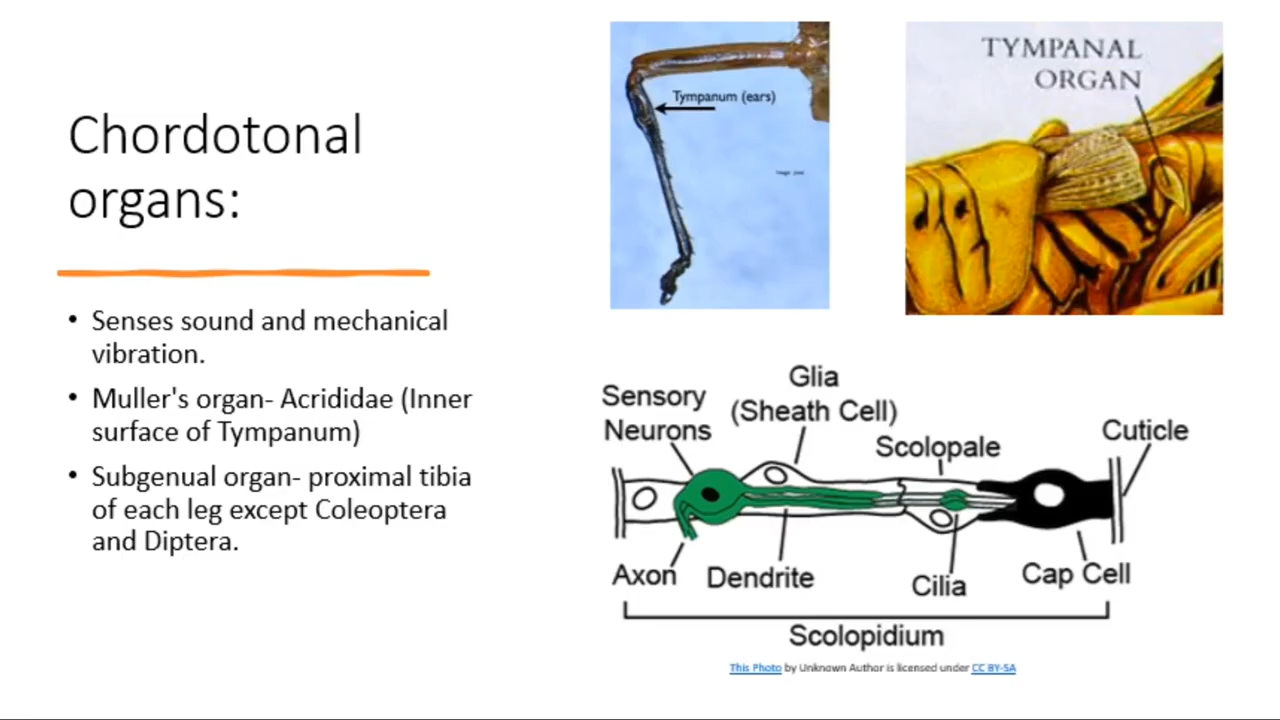 Chordotonal
organs:
• Senses sound and mechanical
vibration.
• Muller's organ- Acrididae (Inner
surface of Tympanum)
• Subgenual organ- proximal tibia
of each leg except Coleoptera
and Diptera.
Tympanum (ears)
TYMPANAL
ORGAN
Sensory
Neurons
Glia
(Sheath Cell)
Scolopale
Cuticle
Axon
Dendrite
Cilia
Cap Cell
Scolopidium
This Photo by Unknown Author is licensed under CC BY-SA